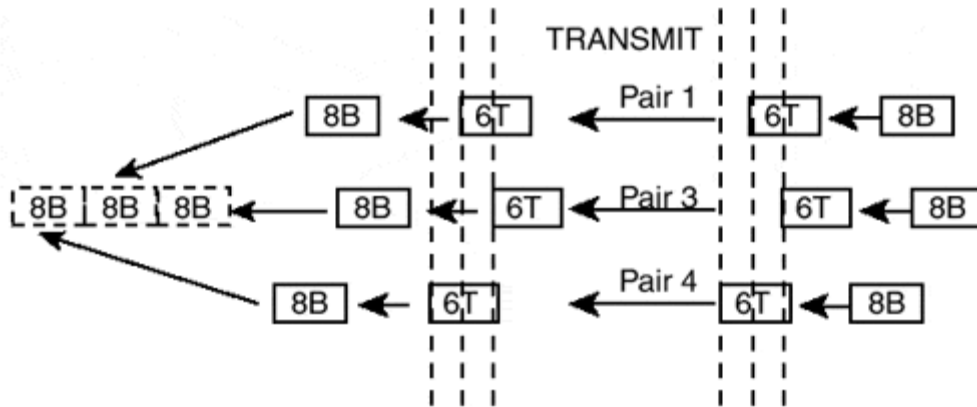 TRANSMIT
8B 6T Pair 1 6T 8B
8B 8B 8B 8B 6T Pair 3 6T 8B
8B 6T Pair 4 6T 8B